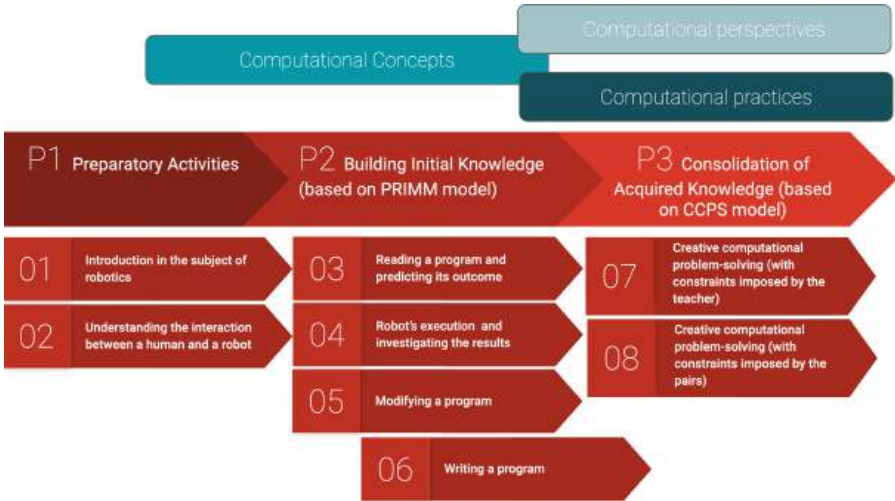 Computational perspectives
Computational Concepts
Computational practices
P1 Preparatory Activities
P2 Building Initial Knowledge
(based on PRIMM model)
P3 Consolidation of
Acquired Knowledge (based
on CCPS model)
01
Introduction in the subject of
robotics
02
Understanding the interaction
between a human and a robot
03
Reading a program and
predicting its outcome
04
Robot's execution and
investigating the results
05
Modifying a program
06
Writing a program
07
Creative computational
problem-solving (with
constraints imposed by the
teacher)
08
Creative computational
problem-solving (with
constraints imposed by the
pairs)